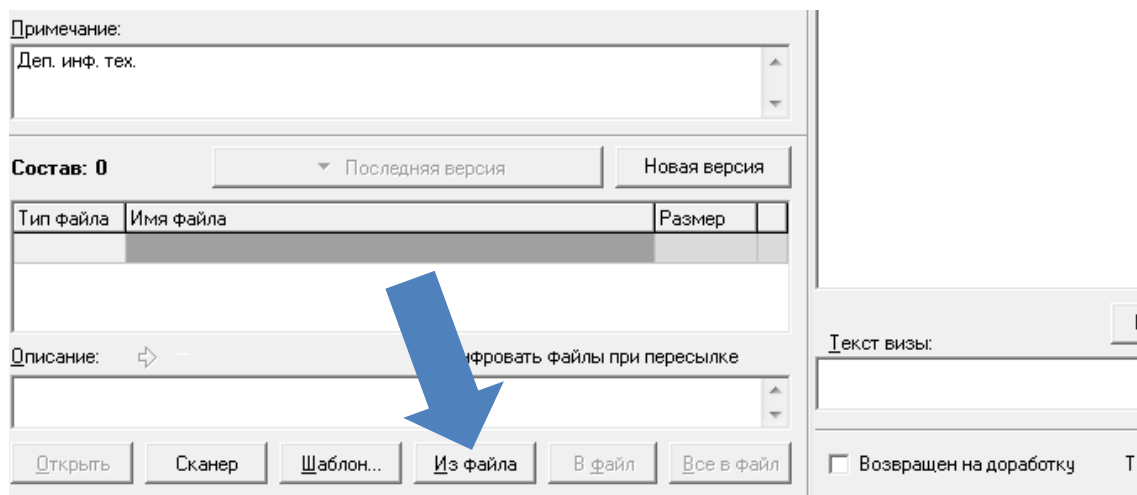 Примечание:
Деп. инф. тех.
Состав: 0
Последняя версия
Новая версия
Тип файла Имя файла Размер
Описание:
файлы при пересылке
Текст визы:
Открыть Сканер Шаблон... Из файла В файл Все в файл
Возвращен на доработку